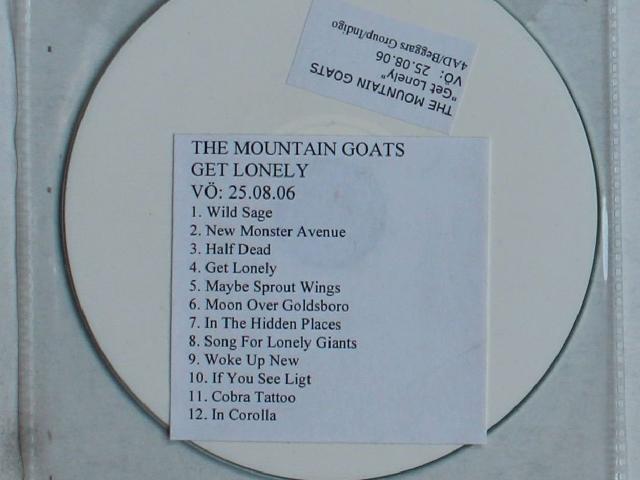 THE MOUNTAIN GOATS
"Get Lonely"
VÖ: 25.08.06
4AD/Beggars Group/Indigo
THE MOUNTAIN GOATS
GET LONELY
VÖ: 25.08.06
1. Wild Sage
2. New Monster Avenue
3. Half Dead
4. Get Lonely
5. Maybe Sprout Wings
6. Moon Over Goldsboro
7. In The Hidden Places
8. Song For Lonely Giants
9. Woke Up New
10. If You See Ligt
11. Cobra Tattoo
12. In Corolla